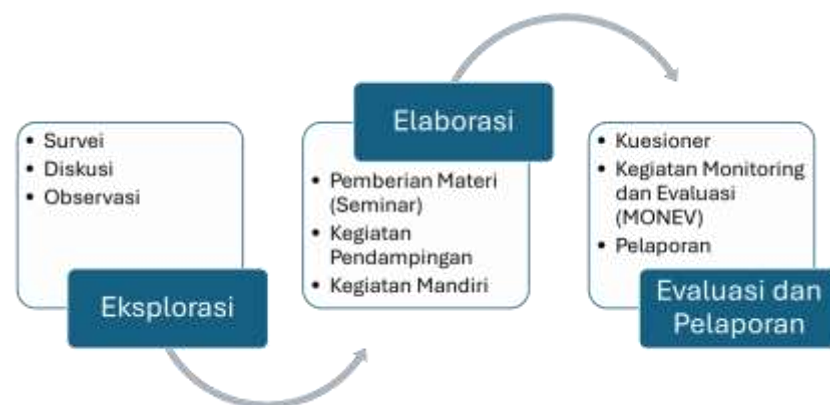 • Survei
• Diskusi
• Observasi
Eksplorasi
Elaborasi
• Pemberian Materi
(Seminar)
• Kegiatan
Pendampingan
• Kegiatan Mandiri
• Kuesioner
• Kegiatan Monitoring
dan Evaluasi
(MONEV)
• Pelaporan
Evaluasi dan
Pelaporan